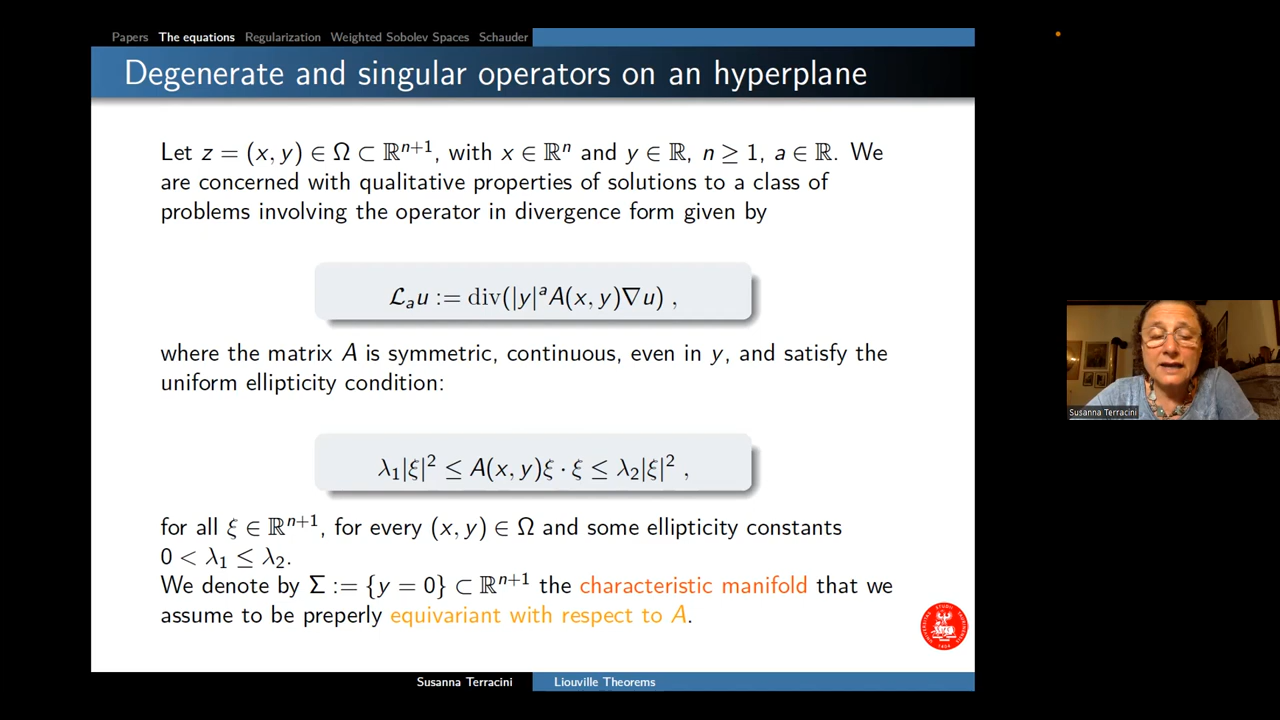 Papers The equations Regularization Weighted Sobolev Spaces Schauder
Degenerate and singular operators on an hyperplane
Let z = (x, y) ∈ Ω ⊂ ℝⁿ⁺¹, with x ∈ ℝⁿ and y ∈ ℝ, n ≥ 1, a ∈ ℝ. We
are concerned with qualitative properties of solutions to a class of
problems involving the operator in divergence form given by
ℒₐu := div(|y|ᵃA(x, y)∇u) ,
where the matrix A is symmetric, continuous, even in y, and satisfy the
uniform ellipticity condition:
λ₁|ξ|² ≤ A(x, y)ξ · ξ ≤ λ₂|ξ|² ,
for all ξ ∈ ℝⁿ⁺¹, for every (x, y) ∈ Ω and some ellipticity constants
0 < λ₁ ≤ λ₂.
We denote by Σ := {y = 0} ⊂ ℝⁿ⁺¹ the characteristic manifold that we
assume to be preperly equivariant with respect to A.
Susanna Terracini Liouville Theorems
Susanna Terracini